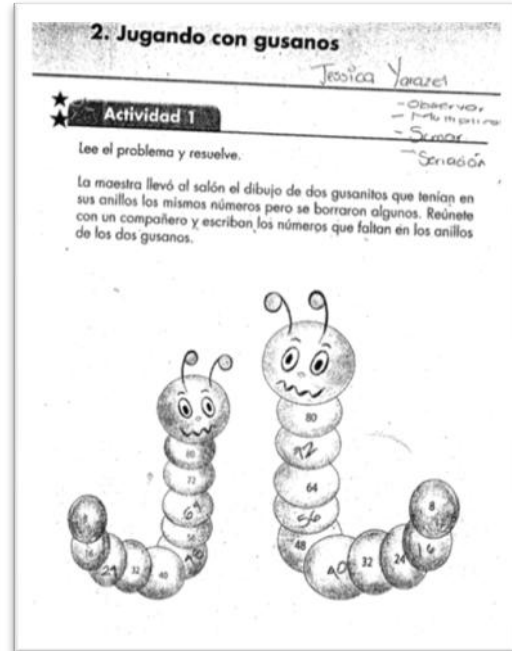 2. Jugando con gusanos
Jessica Yarazel
- Observar
Actividad 1
- Sumar
- Seriación
Lee el problema y resuelve.
La maestra llevó al salón el dibujo de dos gusanitos que tenían en
sus anillos los mismos números pero se borraron algunos. Reúnete
con un compañero y escriban los números que faltan en los anillos
de los dos gusanos.
80
72
64
56
48
40
32
24
16
8
80
72
64
56
48
40
32
24
16